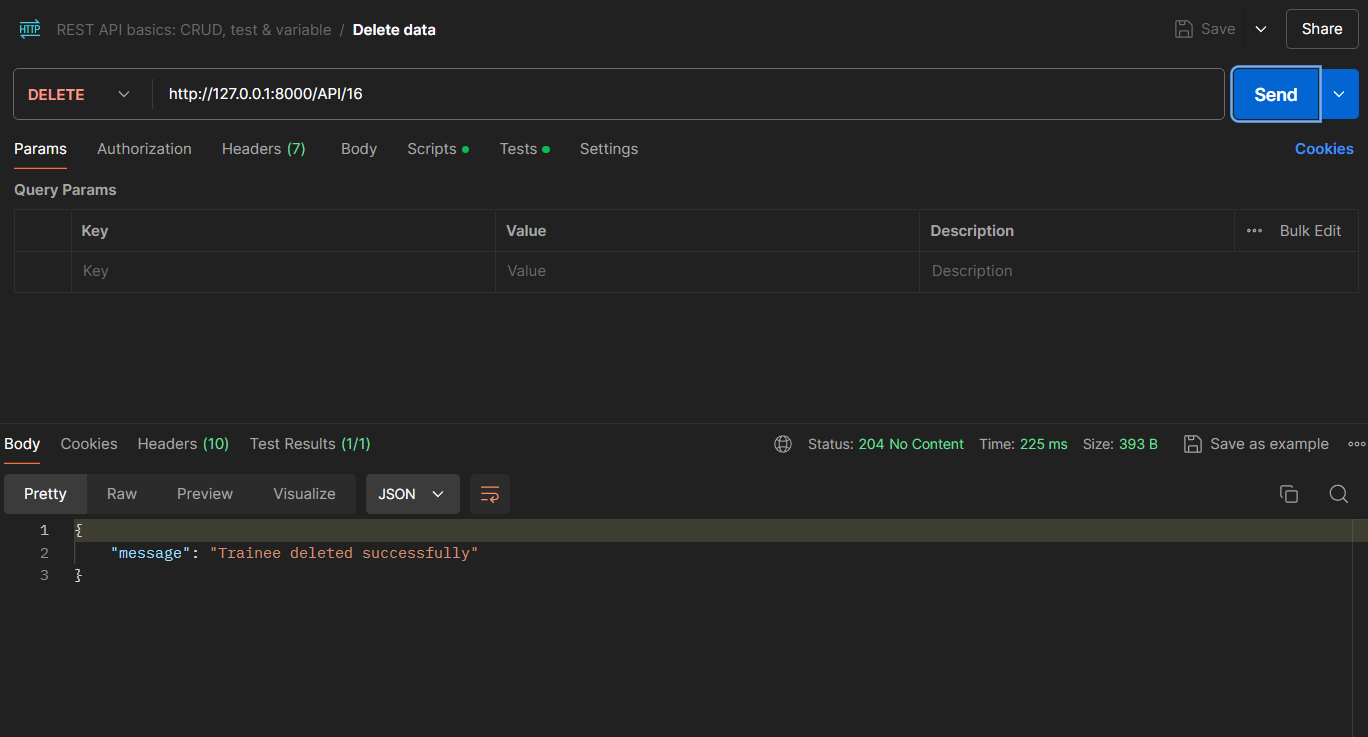 HTTP REST API basics: CRUD, test & variable / Delete data Save Share
DELETE http://127.0.0.1:8000/API/16 Send
Params Authorization Headers (7) Body Scripts Tests Settings Cookies
Query Params
Key Value Description ••• Bulk Edit
Key Value Description
Body Cookies Headers (10) Test Results (1/1) Status: 204 No Content Time: 225 ms Size: 393 B Save as example
Pretty Raw Preview Visualize JSON
1 {
2 "message": "Trainee deleted successfully"
3 }